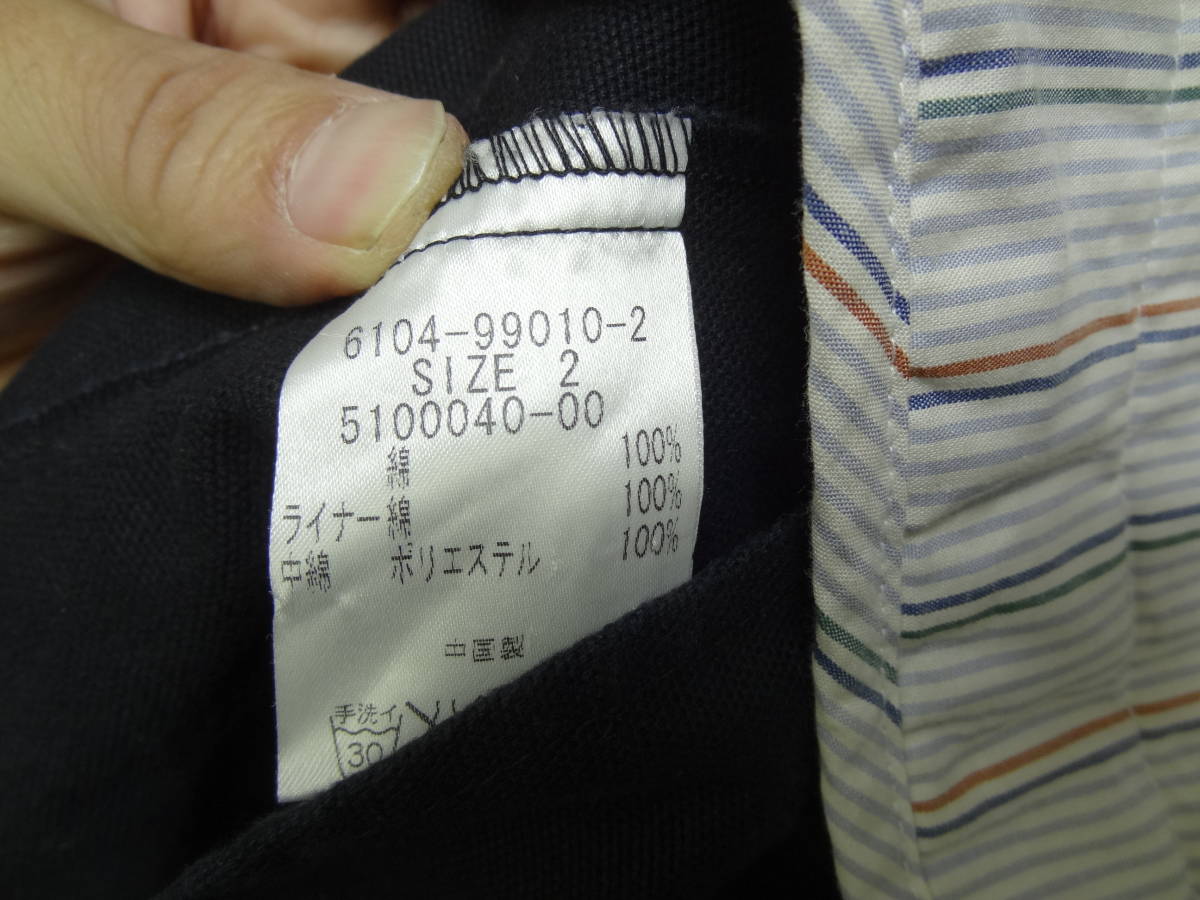 6104-99010-2
SIZE 2
5100040-00
綿 100%
ライナー綿 100%
中綿 ポリエステル 100%
中国製
手洗イ
30